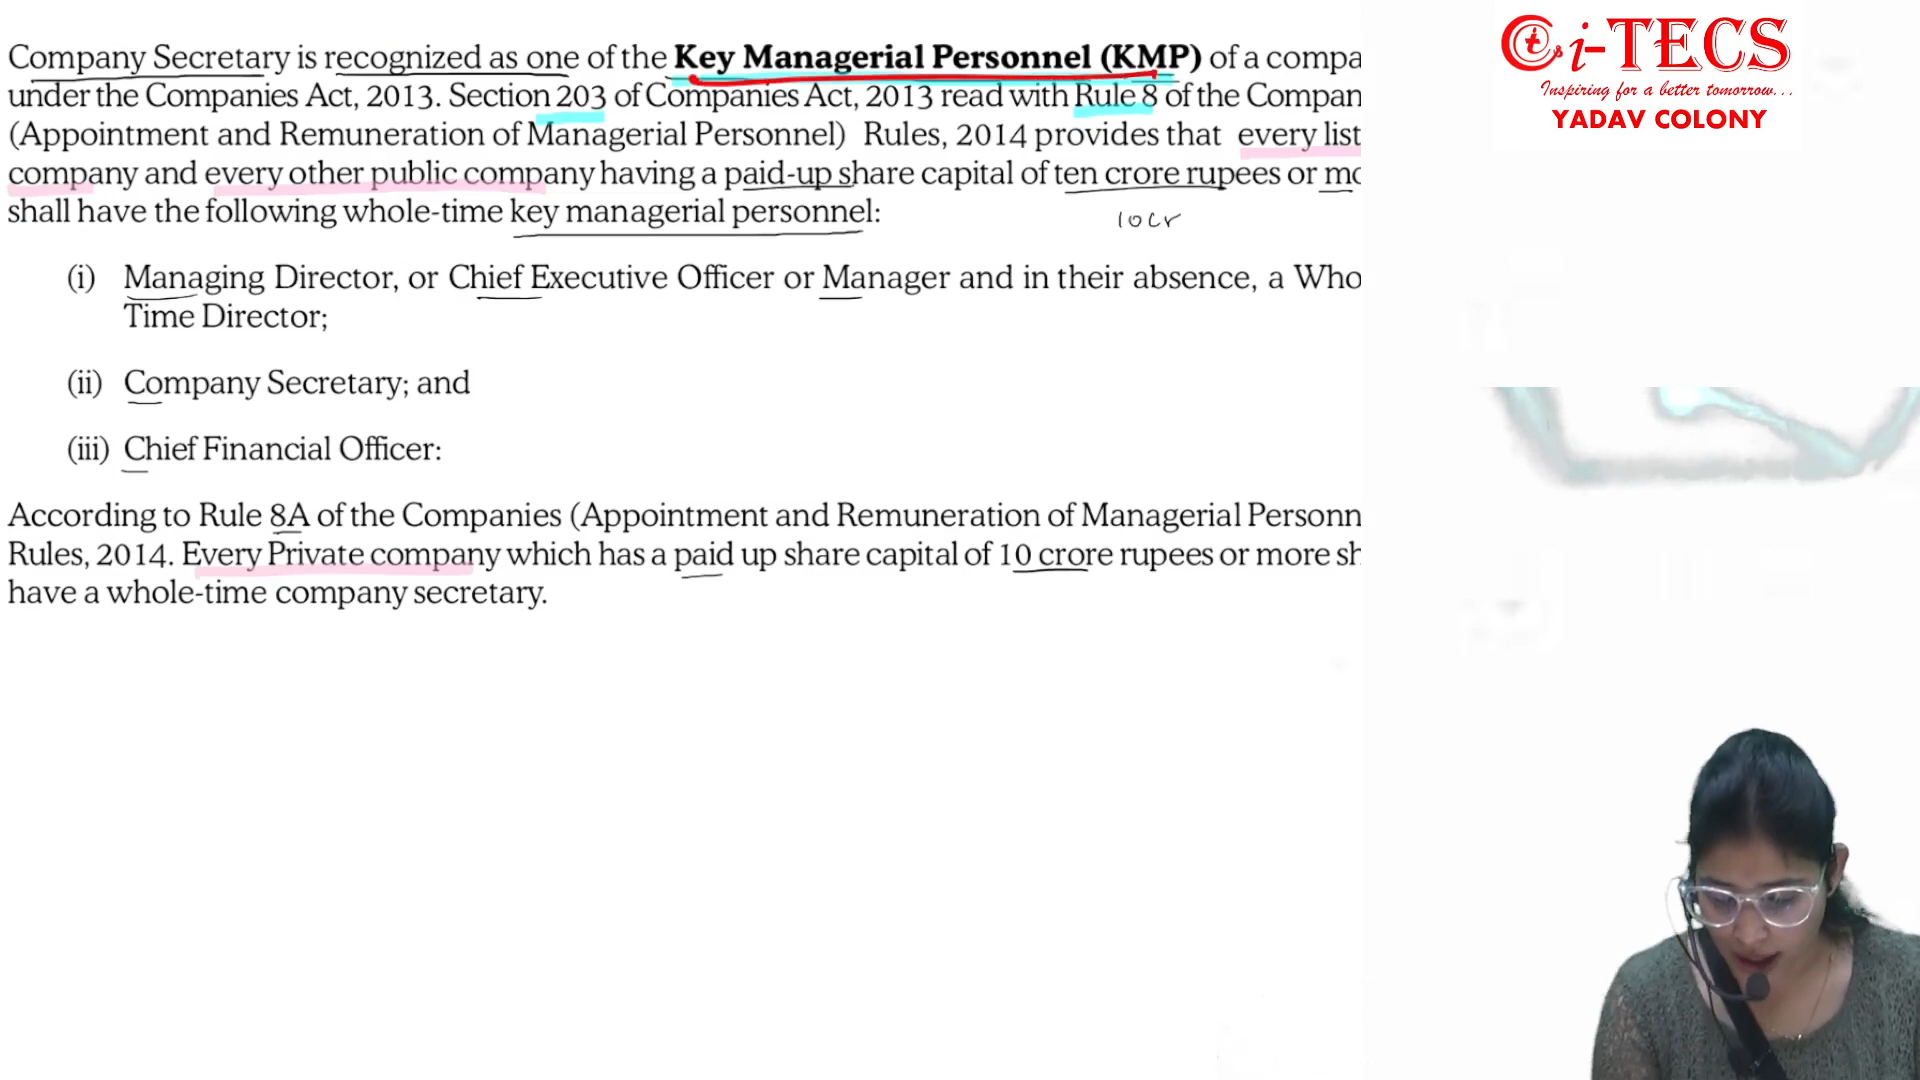 Company Secretary is recognized as one of the Key Managerial Personnel (KMP) of a compa
under the Companies Act, 2013. Section 203 of Companies Act, 2013 read with Rule 8 of the Compan
(Appointment and Remuneration of Managerial Personnel) Rules, 2014 provides that every list
company and every other public company having a paid-up share capital of ten crore rupees or mo
shall have the following whole-time key managerial personnel:
10cr
(i) Managing Director, or Chief Executive Officer or Manager and in their absence, a Who
Time Director;
(ii) Company Secretary; and
(iii) Chief Financial Officer:
According to Rule 8A of the Companies (Appointment and Remuneration of Managerial Personn
Rules, 2014. Every Private company which has a paid up share capital of 10 crore rupees or more sh
have a whole-time company secretary.
i-TECS
Inspiring for a better tomorrow...
YADAV COLONY